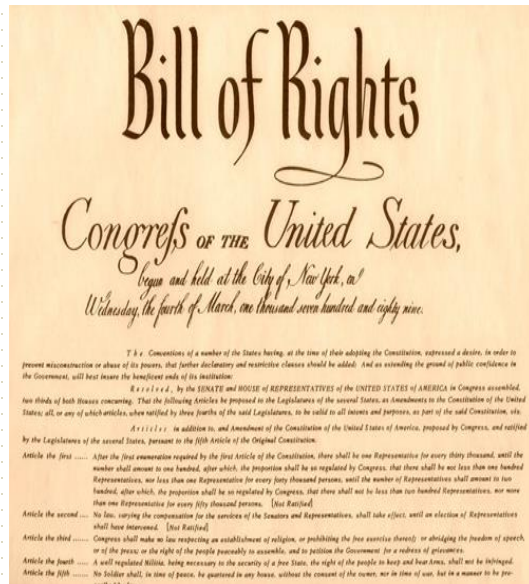 Bill of Rights
Congreſs OF THE United States,
begun and held at the City of New York, on
Wednesday, the fourth of March, one thousand seven hundred and eighty nine.
The Conventions of a number of the States having, at the time of their adopting the Constitution, expressed a desire, in order to
prevent misconstruction or abuse of its powers, that further declaratory and restrictive clauses should be added: And as extending the ground of public confidence in
the Government, will best insure the beneficent ends of its institution:
Resolved, by the SENATE and HOUSE of REPRESENTATIVES of the UNITED STATES of AMERICA in Congress assembled,
two thirds of both Houses concurring. That the following Articles be proposed to the Legislatures of the several States, as Amendments to the Constitution of the United
States; all, or any of which articles, when ratified by three fourths of the said Legislatures, to be valid to all intents and purposes, as part of the said Constitution, viz.
Articles in addition to, and Amendment of the Constitution of the United States of America, proposed by Congress, and ratified
by the Legislatures of the several States, pursuant to the fifth Article of the Original Constitution.
Article the first ...... After the first enumeration required by the first Article of the Constitution, there shall be one Representative for every thirty thousand, until the
number shall amount to one hundred, after which, the proportion shall be so regulated by Congress, that there shall be not less than one hundred
Representatives, nor less than one Representative for every forty thousand persons, until the number of Representatives shall amount to two
hundred, after which, the proportion shall be so regulated by Congress, that there shall not be less than two hundred Representatives, nor more
than one Representative for every fifty thousand persons. [Not Ratified]
Article the second .... No law, varying the compensation for the services of the Senators and Representatives, shall take effect, until an election of Representatives
shall have intervened. [Not Ratified]
Article the third ...... Congress shall make no law respecting an establishment of religion, or prohibiting the free exercise thereof; or abridging the freedom of speech,
or of the press; or the right of the people peaceably to assemble, and to petition the Government for a redress of grievances.
Article the fourth .... A well regulated Militia, being necessary to the security of a free State, the right of the people to keep and bear Arms, shall not be infringed.
Article the fifth ...... No Soldier shall, in time of peace, be quartered in any house, without the consent of the owner, nor in time of war, but in a manner to be pre-